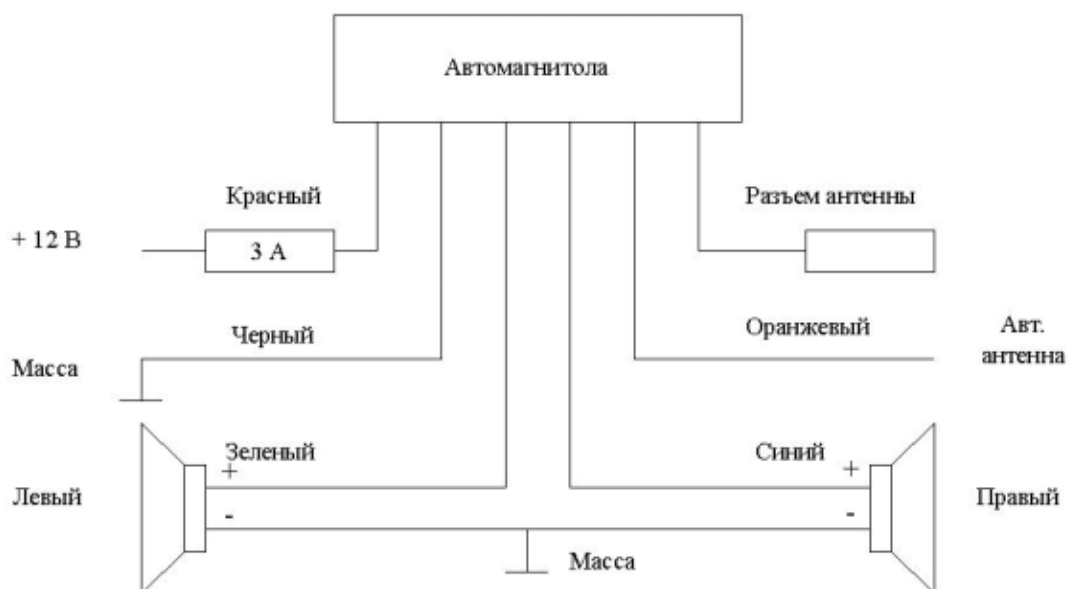 Автомагнитола
Красный
Разъем антенны
+ 12 В
3 А
Черный
Оранжевый
Авт.
антенна
Масса
Зеленый
Синий
+
+
Левый
Правый
-
-
Масса